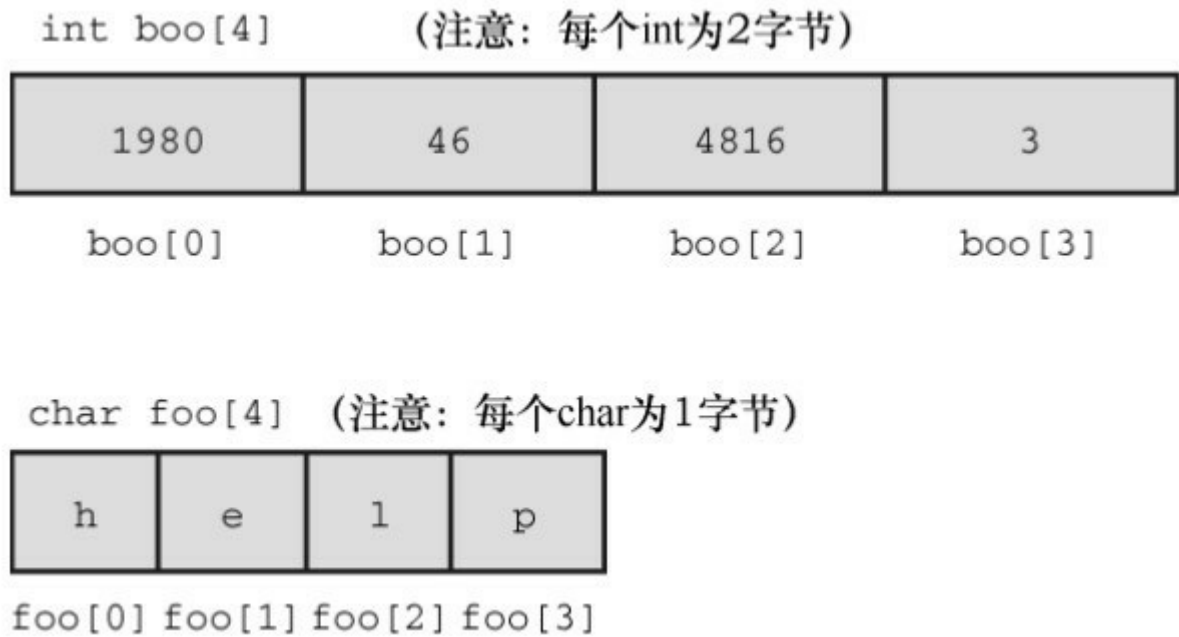 int boo[4] (注意：每个int为2字节)
1980 46 4816 3
boo[0] boo[1] boo[2] boo[3]
char foo[4] (注意：每个char为1字节)
h e l p
foo[0] foo[1] foo[2] foo[3]